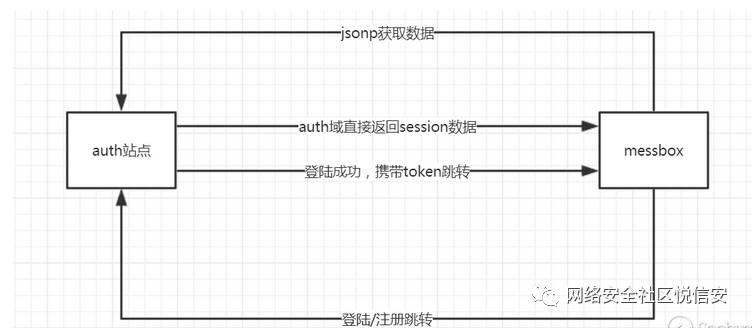 jsonp获取数据
auth域直接返回session数据
auth站点
messbox
登陆成功，携带token跳转
网络安全社区悦信安
登陆/注册跳转